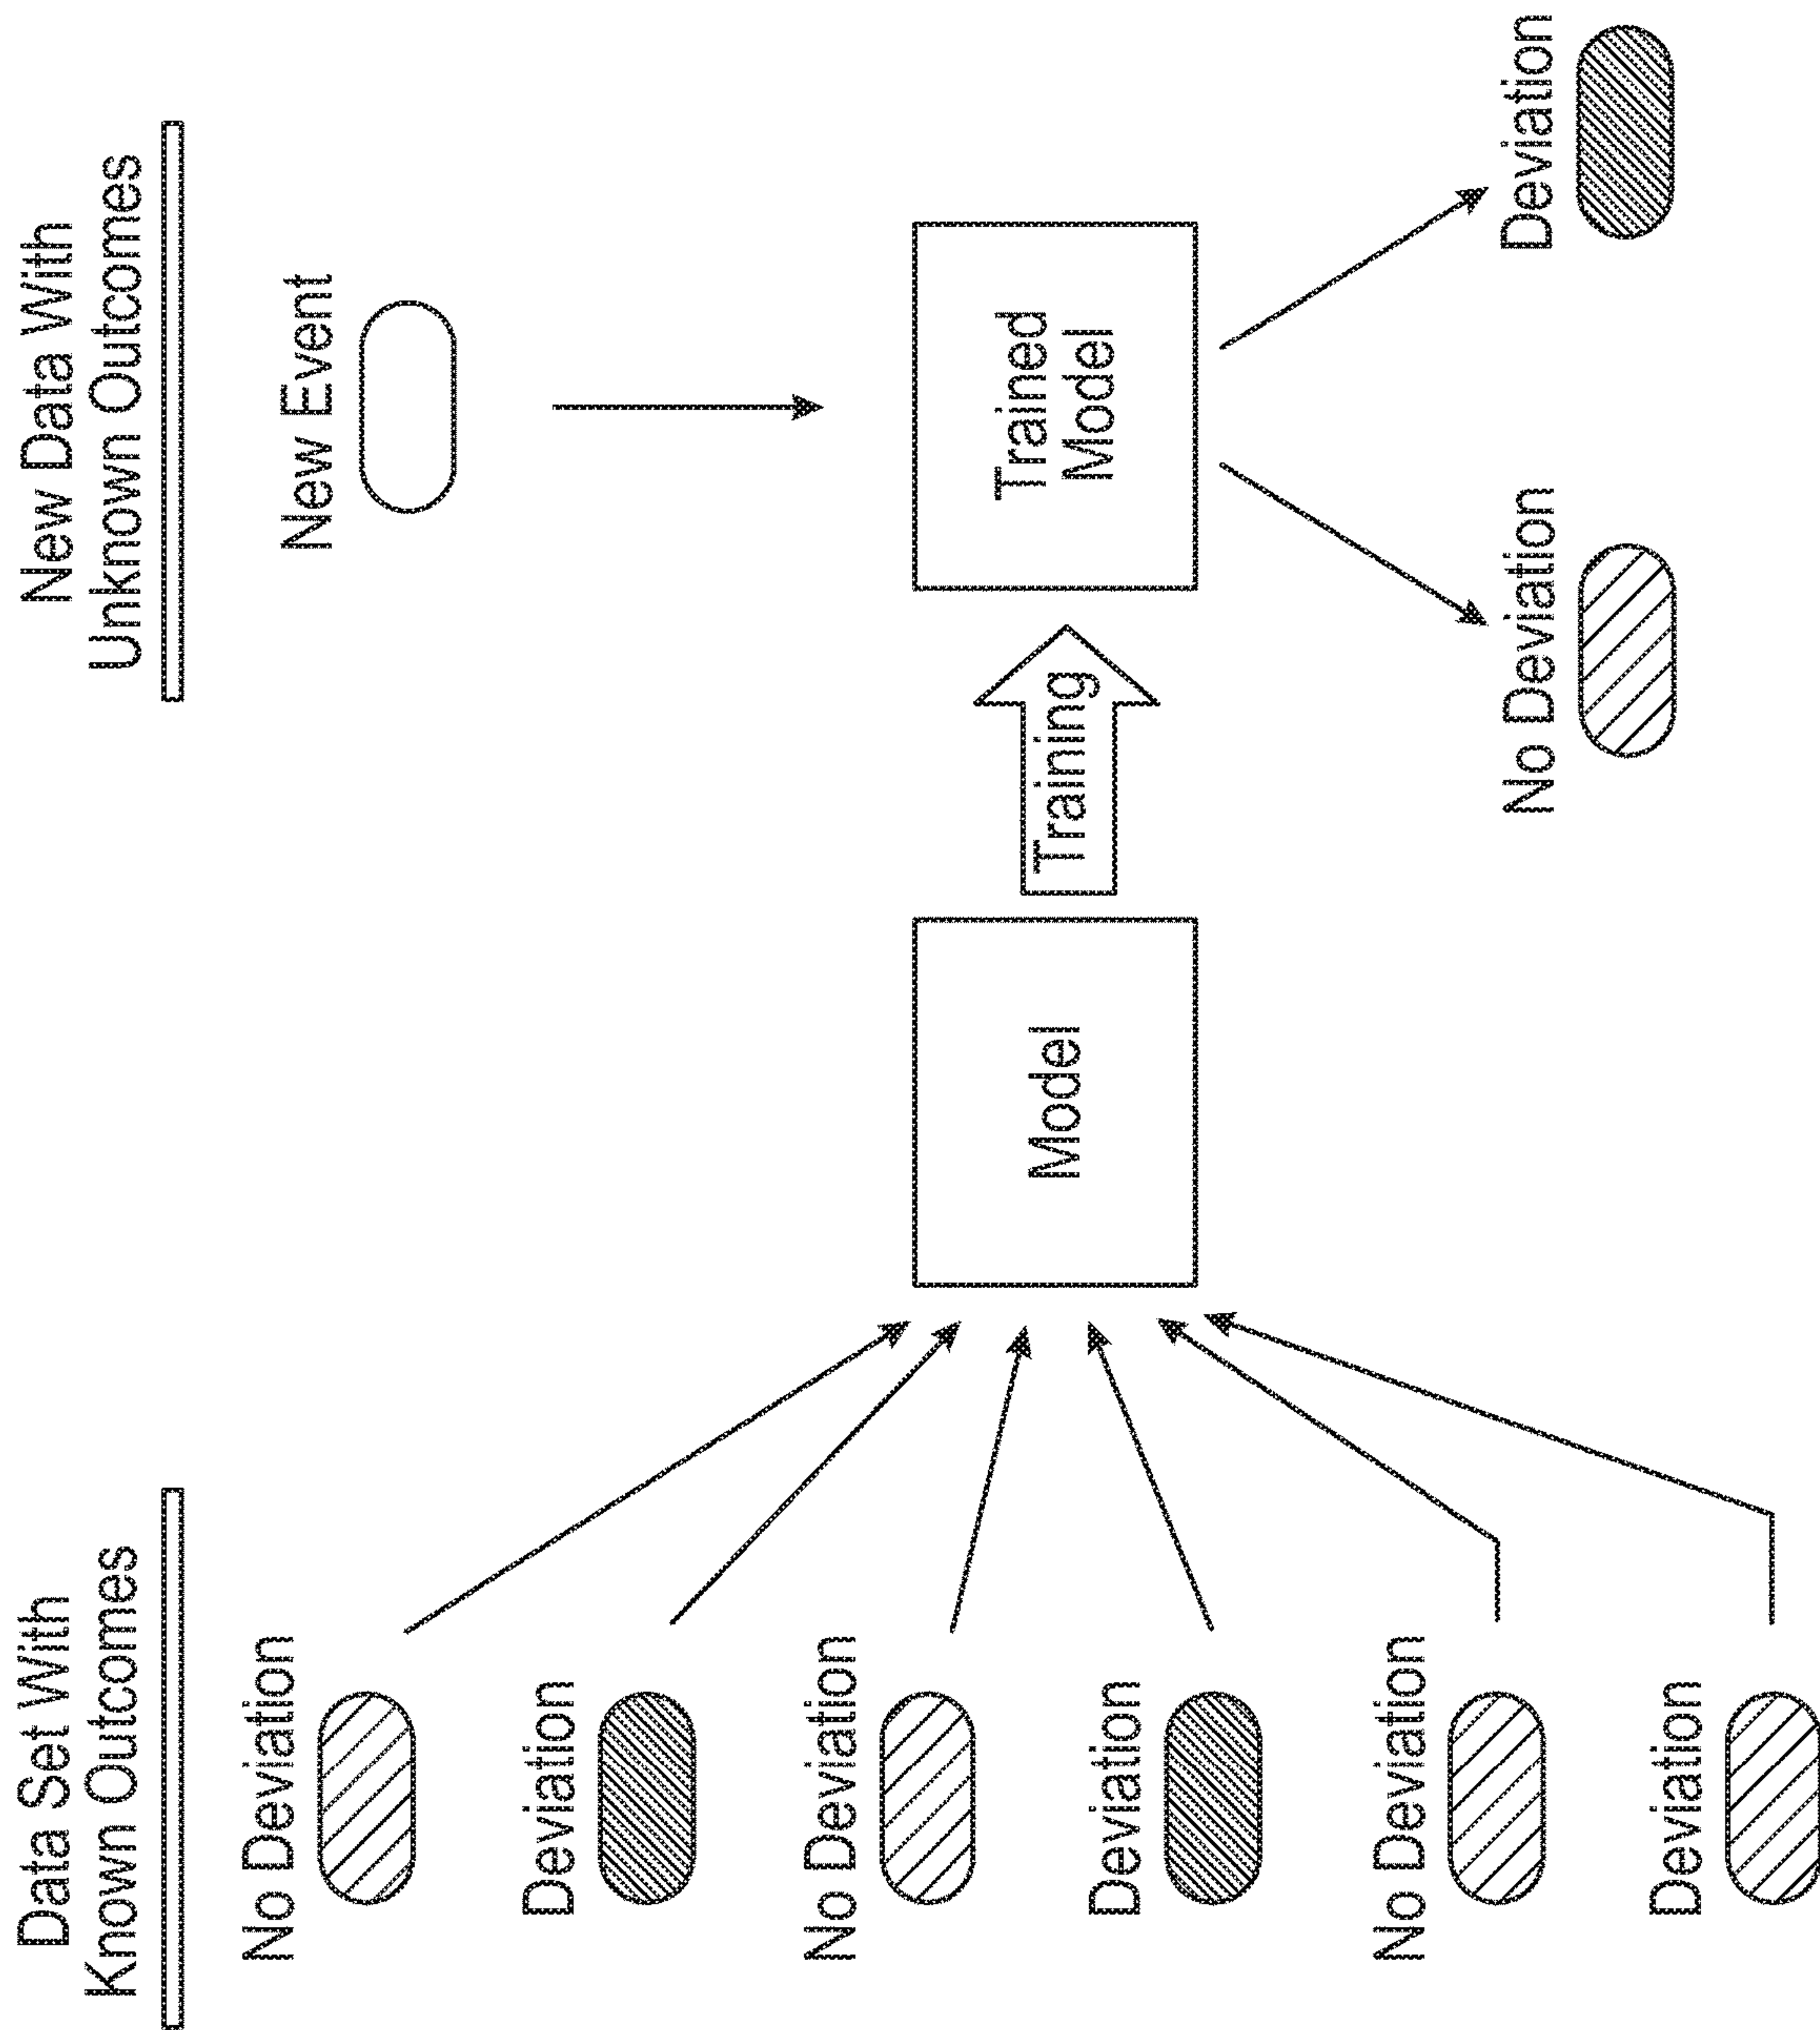 Data Set With
Known Outcomes
No Deviation
Deviation
No Deviation
Deviation
No Deviation
Deviation
Model
Training
New Data With
Unknown Outcomes
New Event
Trained
Model
No Deviation
Deviation